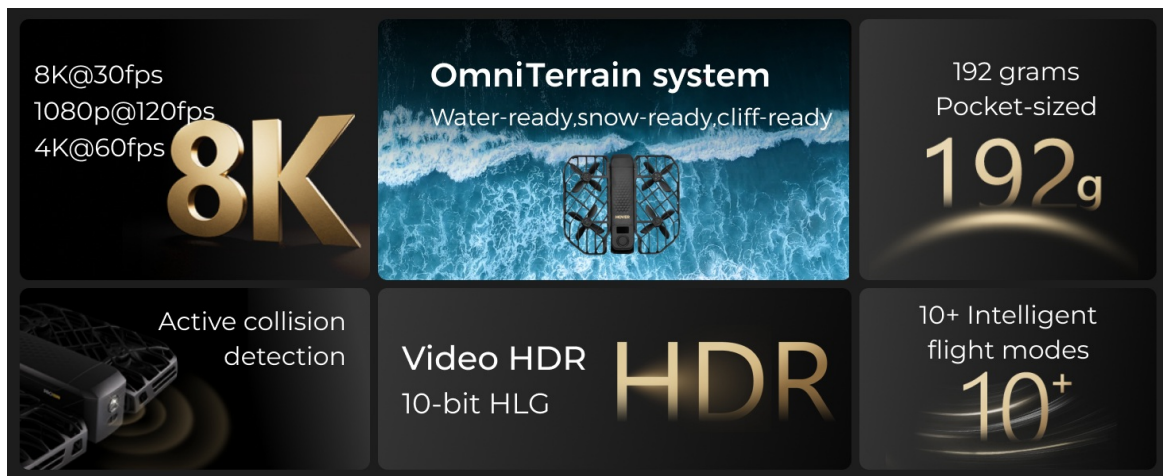 8K@30fps
1080p@120fps
4K@60fps
8K
OmniTerrain system
Water-ready,snow-ready,cliff-ready
192 grams
Pocket-sized
192g
Active collision
detection
Video HDR
10-bit HLG
HDR
10+ Intelligent
flight modes
10+